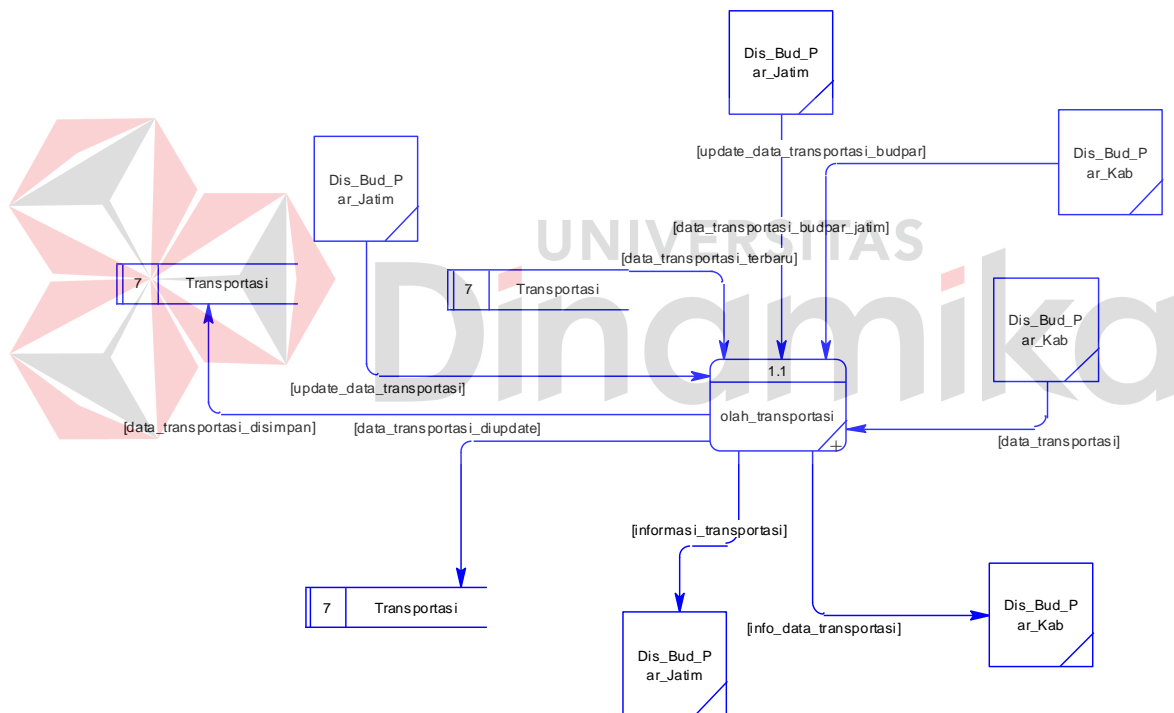 Dis_Bud_P
ar_Jatim
[update_data_transportasi_budpar]
Dis_Bud_P
ar_Kab
Dis_Bud_P
ar_Jatim
[data_transportasi_budpar_jatim]
UNIVERSITAS
Dinamika
[data_transportasi_terbaru]
7
Transportasi
7
Transportasi
Dis_Bud_P
ar_Kab
1.1
olah_transportasi
[update_data_transportasi]
[data_transportasi_disimpan]
[data_transportasi_diupdate]
[data_transportasi]
[informasi_transportasi]
7
Transportasi
Dis_Bud_P
ar_Kab
[info_data_transportasi]
Dis_Bud_P
ar_Jatim